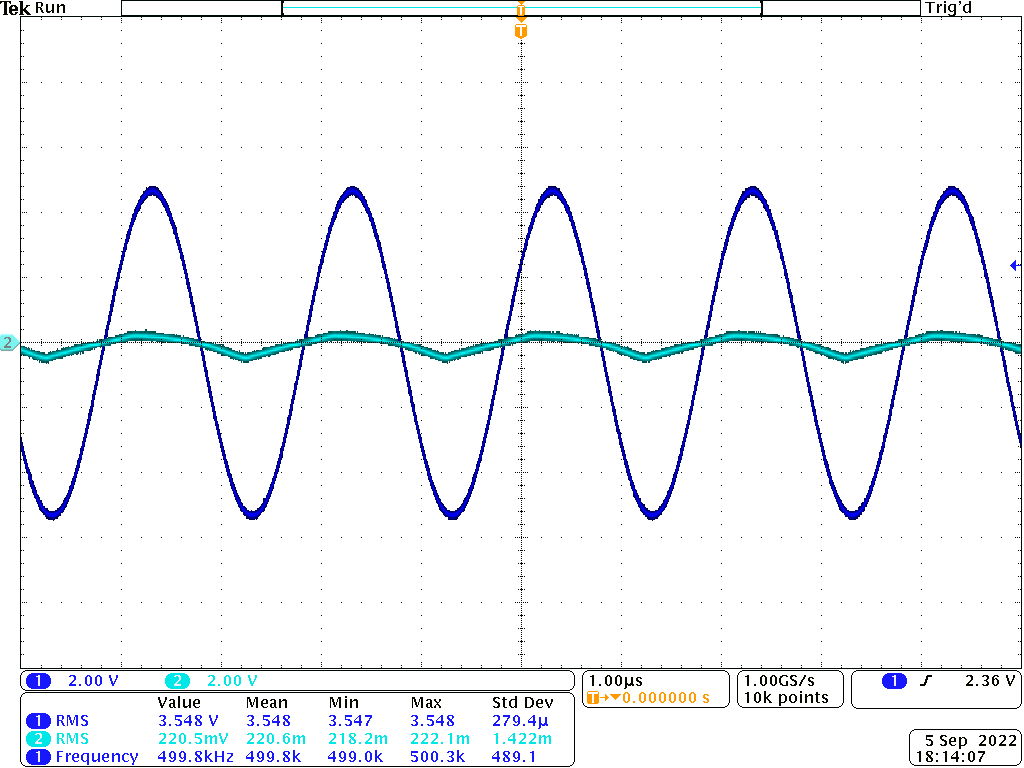 Tek Run Trig'd
T
T
2
1 2.00 V 2 2.00 V
1.00µs
T→▼0.000000 s
1.00GS/s
10k points
1 2.36 V
Value Mean Min Max Std Dev
1 RMS 3.548 V 3.548 3.547 3.548 279.4µ
2 RMS 220.5mV 220.6m 218.2m 222.1m 1.422m
1 Frequency 499.8kHz 499.8k 499.0k 500.3k 489.1
5 Sep 2022
18:14:07